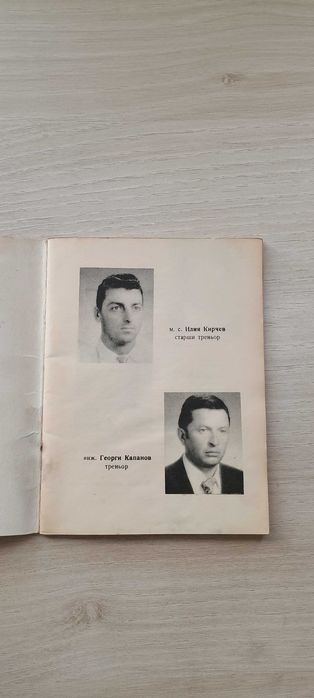 м. с. Илия Кирчев
старши треньор
инж. Георги Капанов
треньор